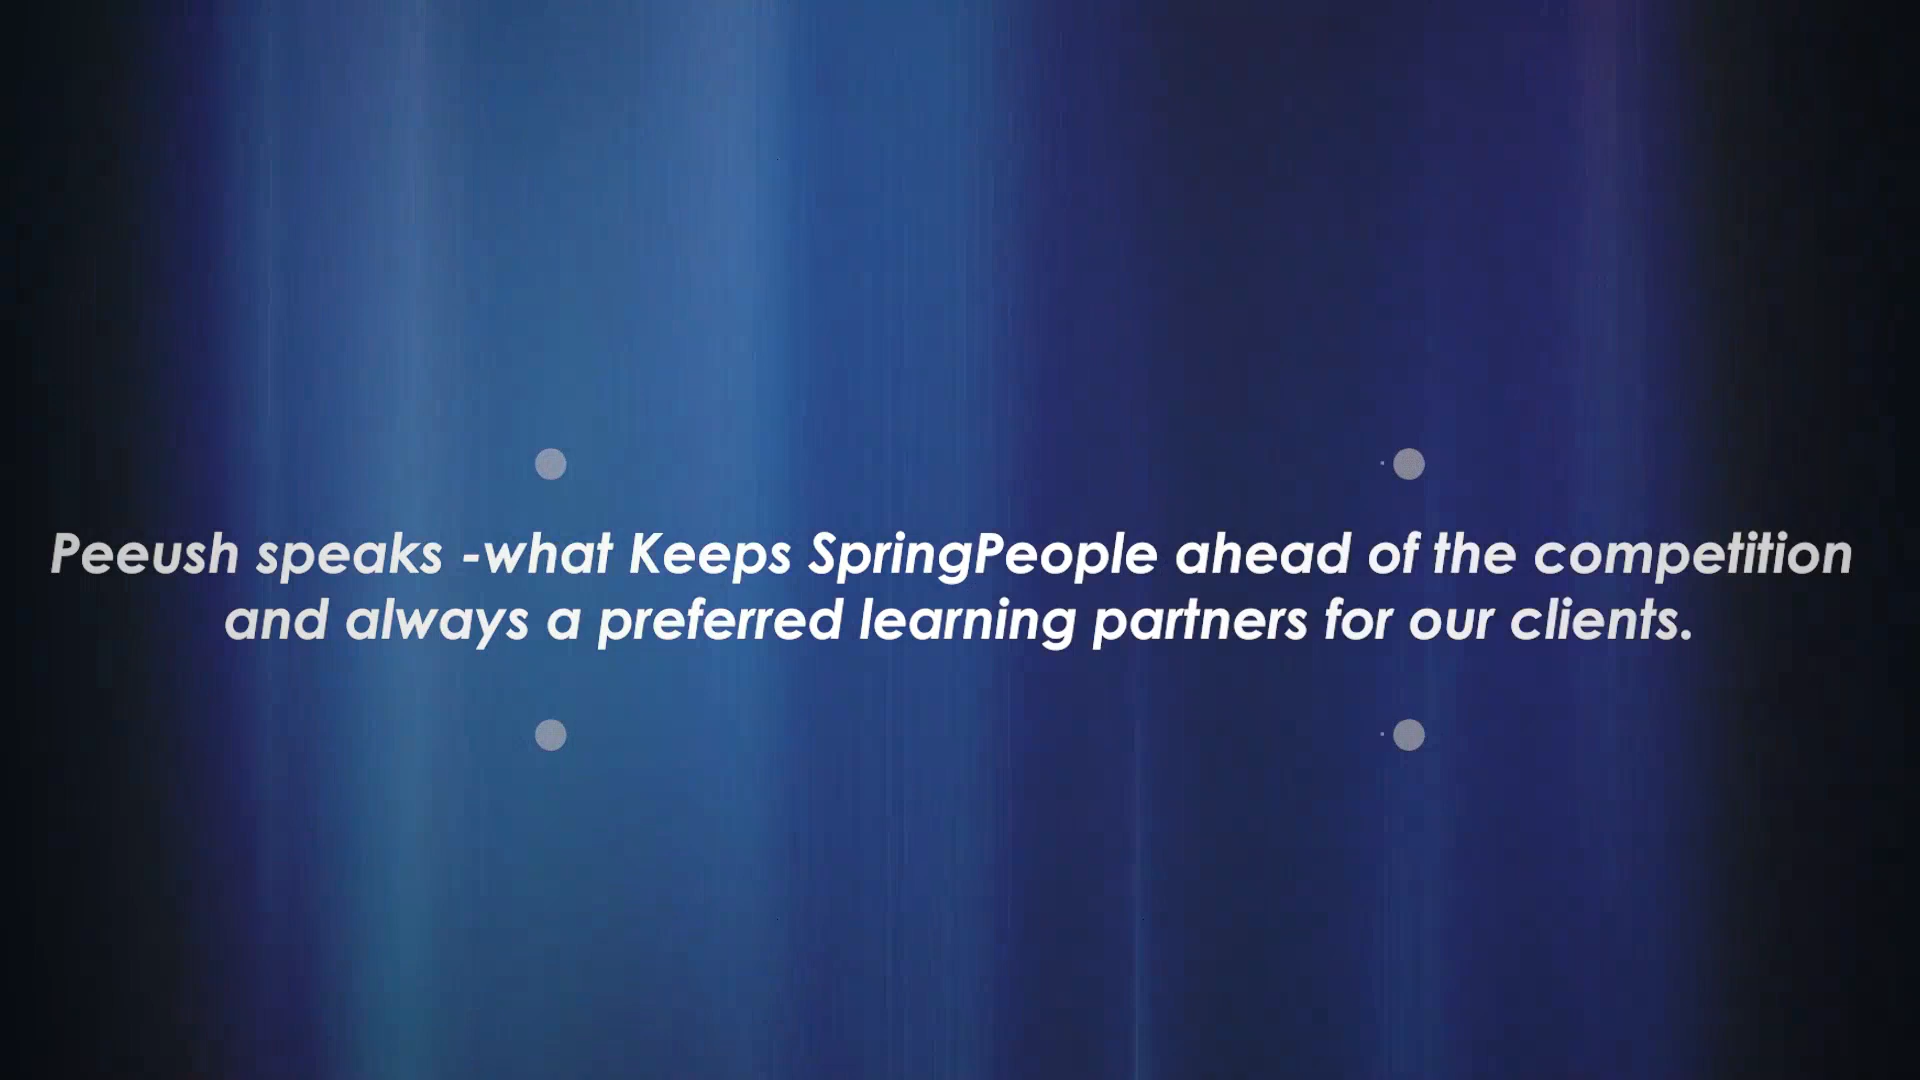 Peeush speaks -what Keeps SpringPeople ahead of the competition
and always a preferred learning partners for our clients.